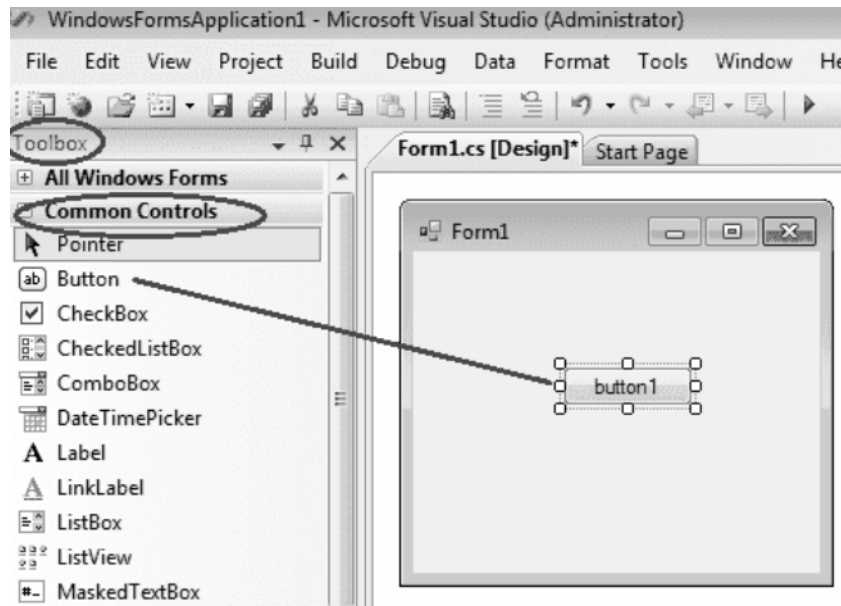 WindowsFormsApplication1 - Microsoft Visual Studio (Administrator)
File Edit View Project Build Debug Data Format Tools Window He
Toolbox
All Windows Forms
Common Controls
Pointer
ab Button
CheckBox
CheckedListBox
ComboBox
DateTimePicker
A Label
A LinkLabel
ListBox
ListView
#_ MaskedTextBox
Form1.cs [Design]* Start Page
Form1
button1